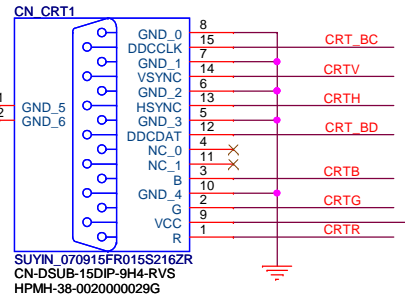 CN_CRT1
GND_0 8
DDCCLK 15 CRT_BC
GND_1 7
VSYNC 14 CRTV
GND_2 6
1 GND_5 HSYNC 13 CRTH
2 GND_6 GND_3 5
DDCDAT 12 CRT_BD
NC_0 4
NC_1 11
B 3 CRTB
GND_4 10
G 2 CRTG
VCC 9
R 1 CRTR
SUYIN_070915FR015S216ZR
CN-DSUB-15DIP-9H4-RVS
HPMH-38-0020000029G